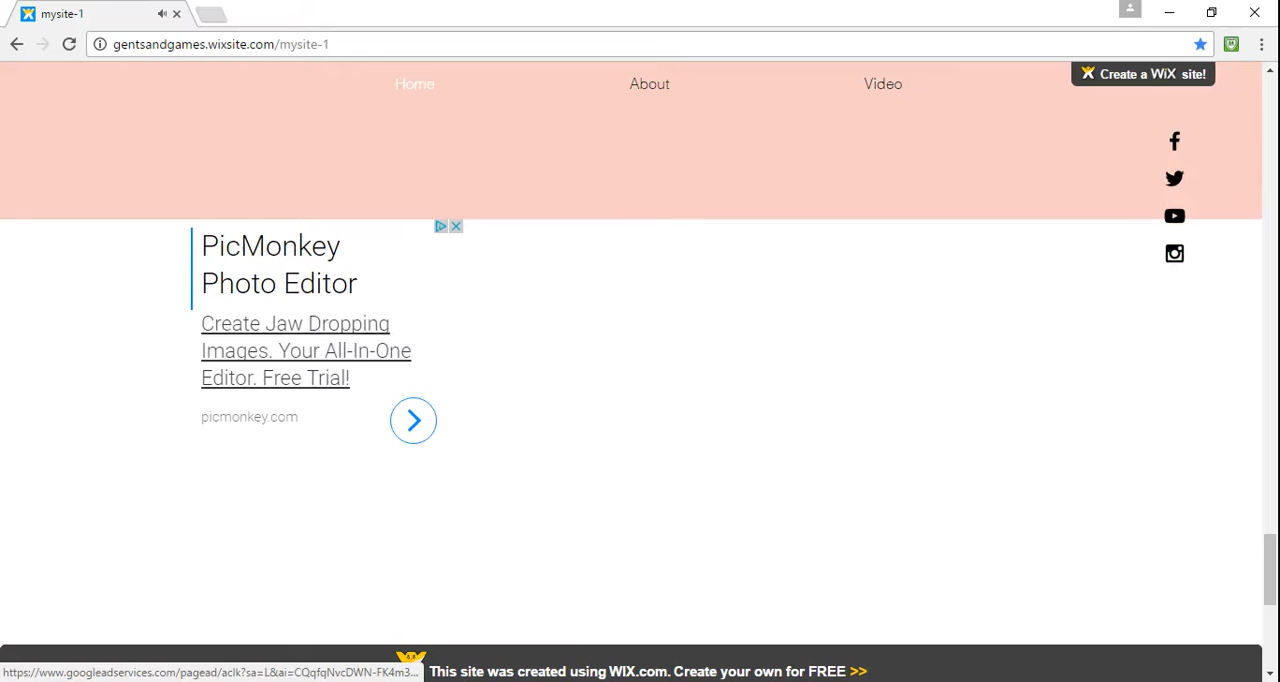 mysite-1
gentsandgames.wixsite.com/mysite-1
Home About Video
Create a WiX site!
PicMonkey
Photo Editor
Create Jaw Dropping
Images. Your All-In-One
Editor. Free Trial!
picmonkey.com
This site was created using WIX.com. Create your own for FREE >>
https://www.googleadservices.com/pagead/aclk?sa=L&ai=CQqfqNvcDWN-FK4m3...